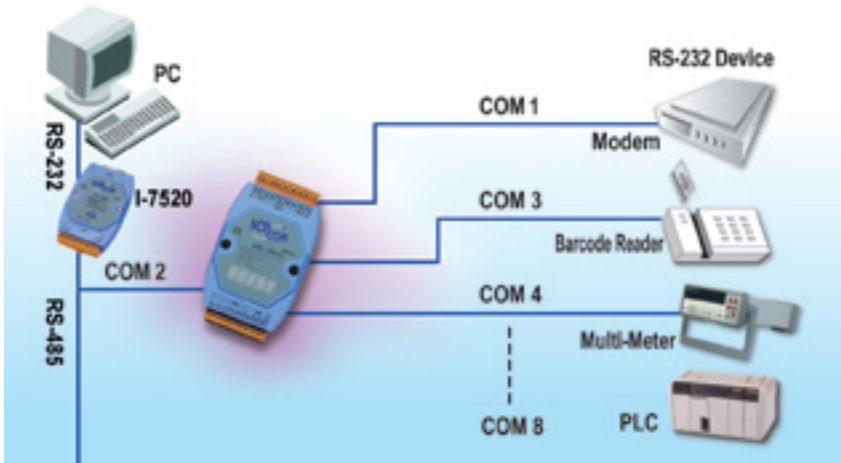 PC
RS-232 Device
COM 1
RS-232
Modem
I-7520
COM 3
Barcode Reader
COM 2
COM 4
RS-485
Multi-Meter
COM 8
PLC